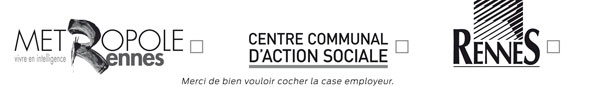 METROPOLE
vivre en intelligence Rennes
CENTRE COMMUNAL
D'ACTION SOCIALE
RENNES
Merci de bien vouloir cocher la case employeur.